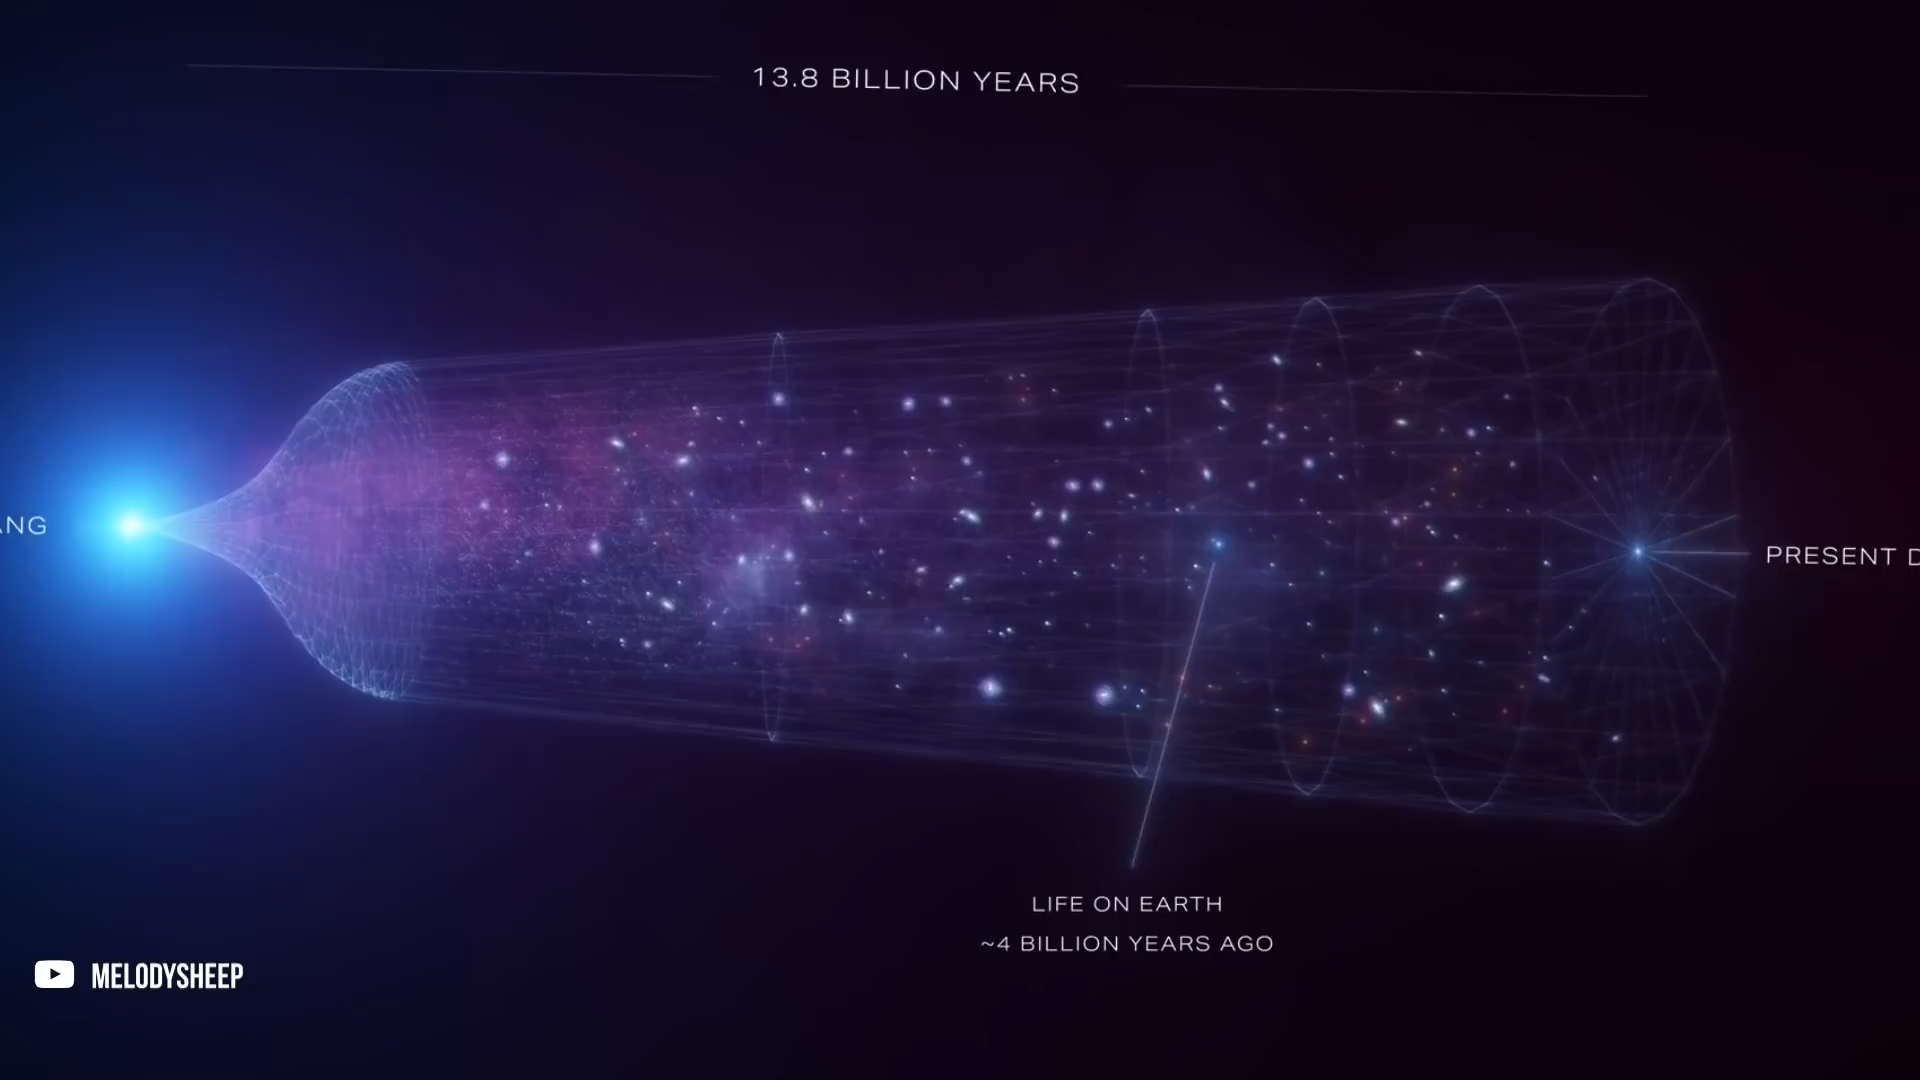 13.8 BILLION YEARS
ANG
PRESENT D
LIFE ON EARTH
~4 BILLION YEARS AGO
MELODYSHEEP